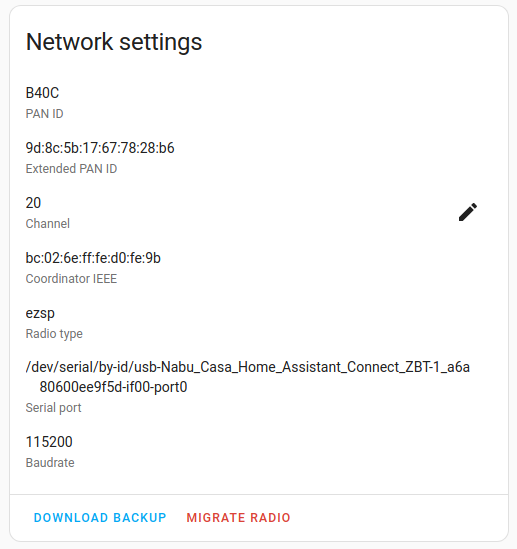 Network settings
B40C
PAN ID
9d:8c:5b:17:67:78:28:b6
Extended PAN ID
20
Channel
bc:02:6e:ff:fe:d0:fe:9b
Coordinator IEEE
ezsp
Radio type
/dev/serial/by-id/usb-Nabu_Casa_Home_Assistant_Connect_ZBT-1_a6a
80600ee9f5d-if00-port0
Serial port
115200
Baudrate
DOWNLOAD BACKUP MIGRATE RADIO